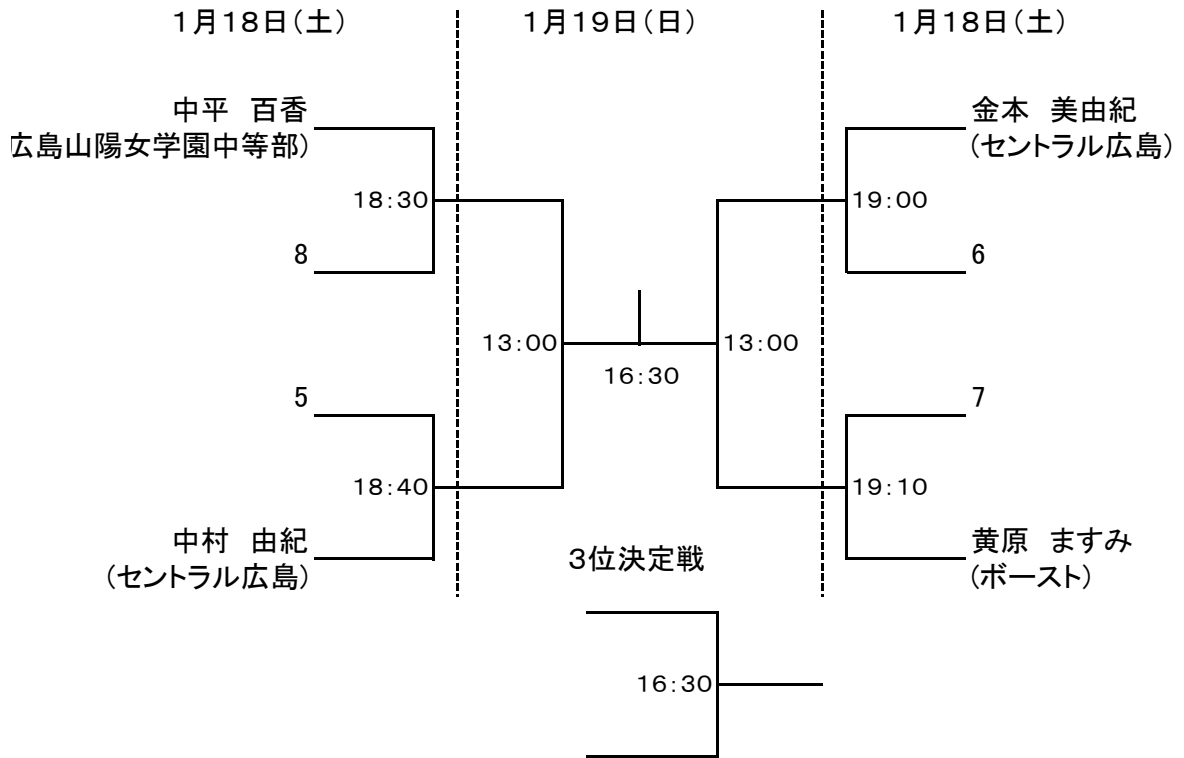 １月１８日（土）
１月１９日（日）
１月１８日（土）
中平　百香
広島山陽女学園中等部）
18：30
8
金本　美由紀
（セントラル広島）
19：00
6
13：00
16：30
13：00
5
18：40
中村　由紀
（セントラル広島）
7
19：10
黄原　ますみ
（ボースト）
３位決定戦
16：30